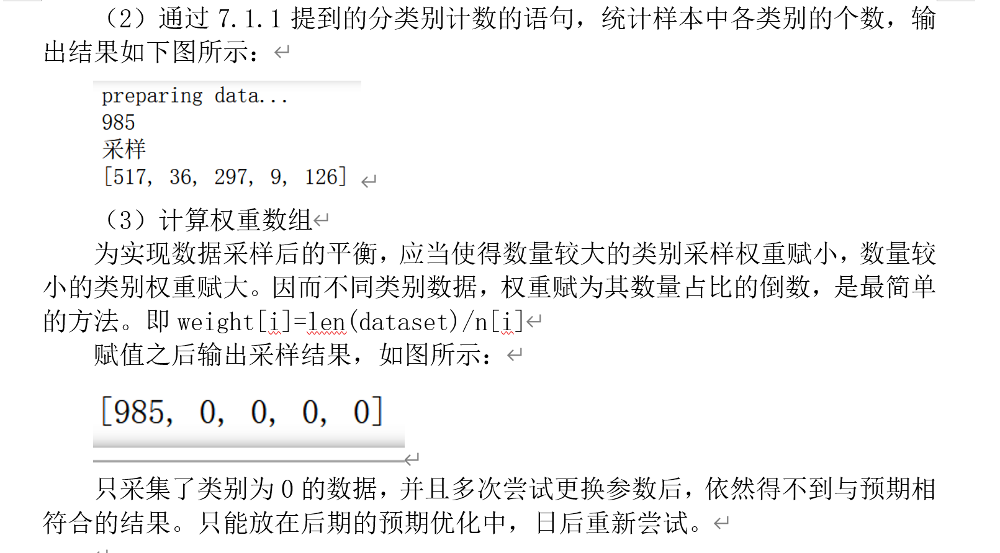 （2）通过 7.1.1 提到的分类别计数的语句，统计样本中各类别的个数，输
出结果如下图所示：
preparing data...
985
采样
[517, 36, 297, 9, 126]
（3）计算权重数组
为实现数据采样后的平衡，应当使得数量较大的类别采样权重赋小，数量较
小的类别权重赋大。因而不同类别数据，权重赋为其数量占比的倒数，是最简单
的方法。即 weight[i]=len(dataset)/n[i]
赋值之后输出采样结果，如图所示：
[985, 0, 0, 0, 0]
只采集了类别为 0 的数据，并且多次尝试更换参数后，依然得不到与预期相
符合的结果。只能放在后期的预期优化中，日后重新尝试。